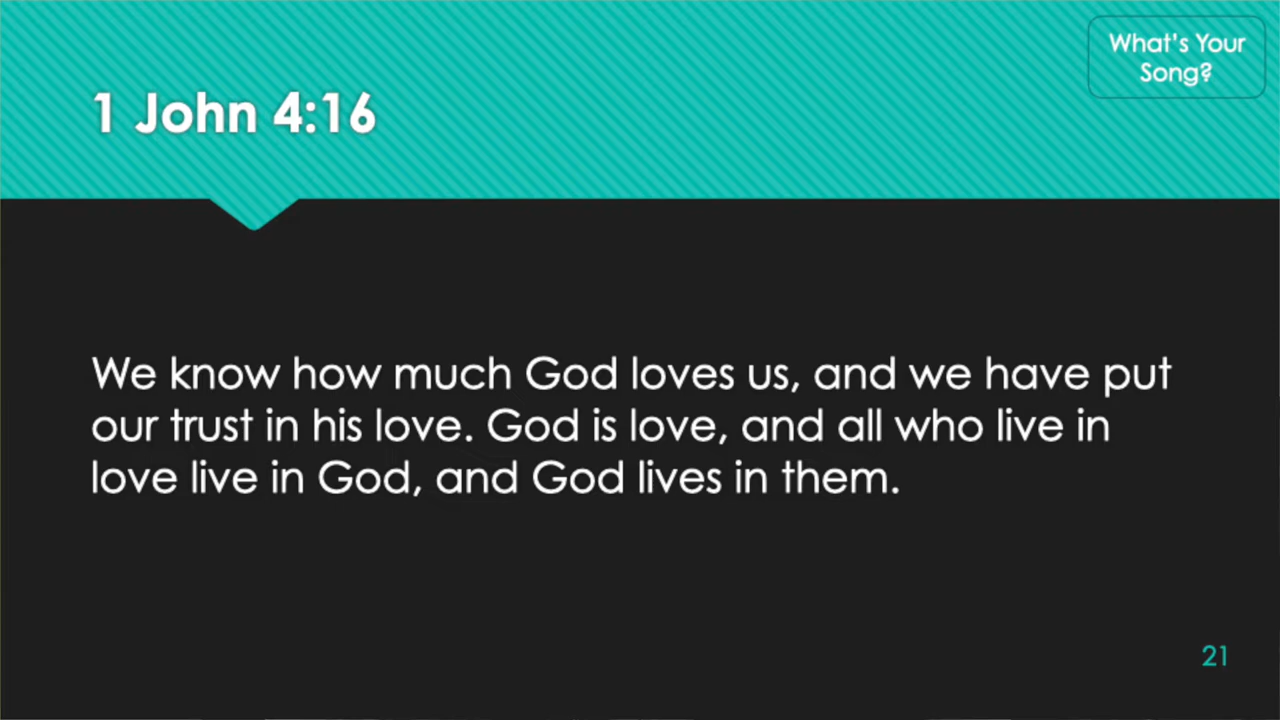 What's Your
Song?
1 John 4:16
We know how much God loves us, and we have put
our trust in his love. God is love, and all who live in
love live in God, and God lives in them.
21